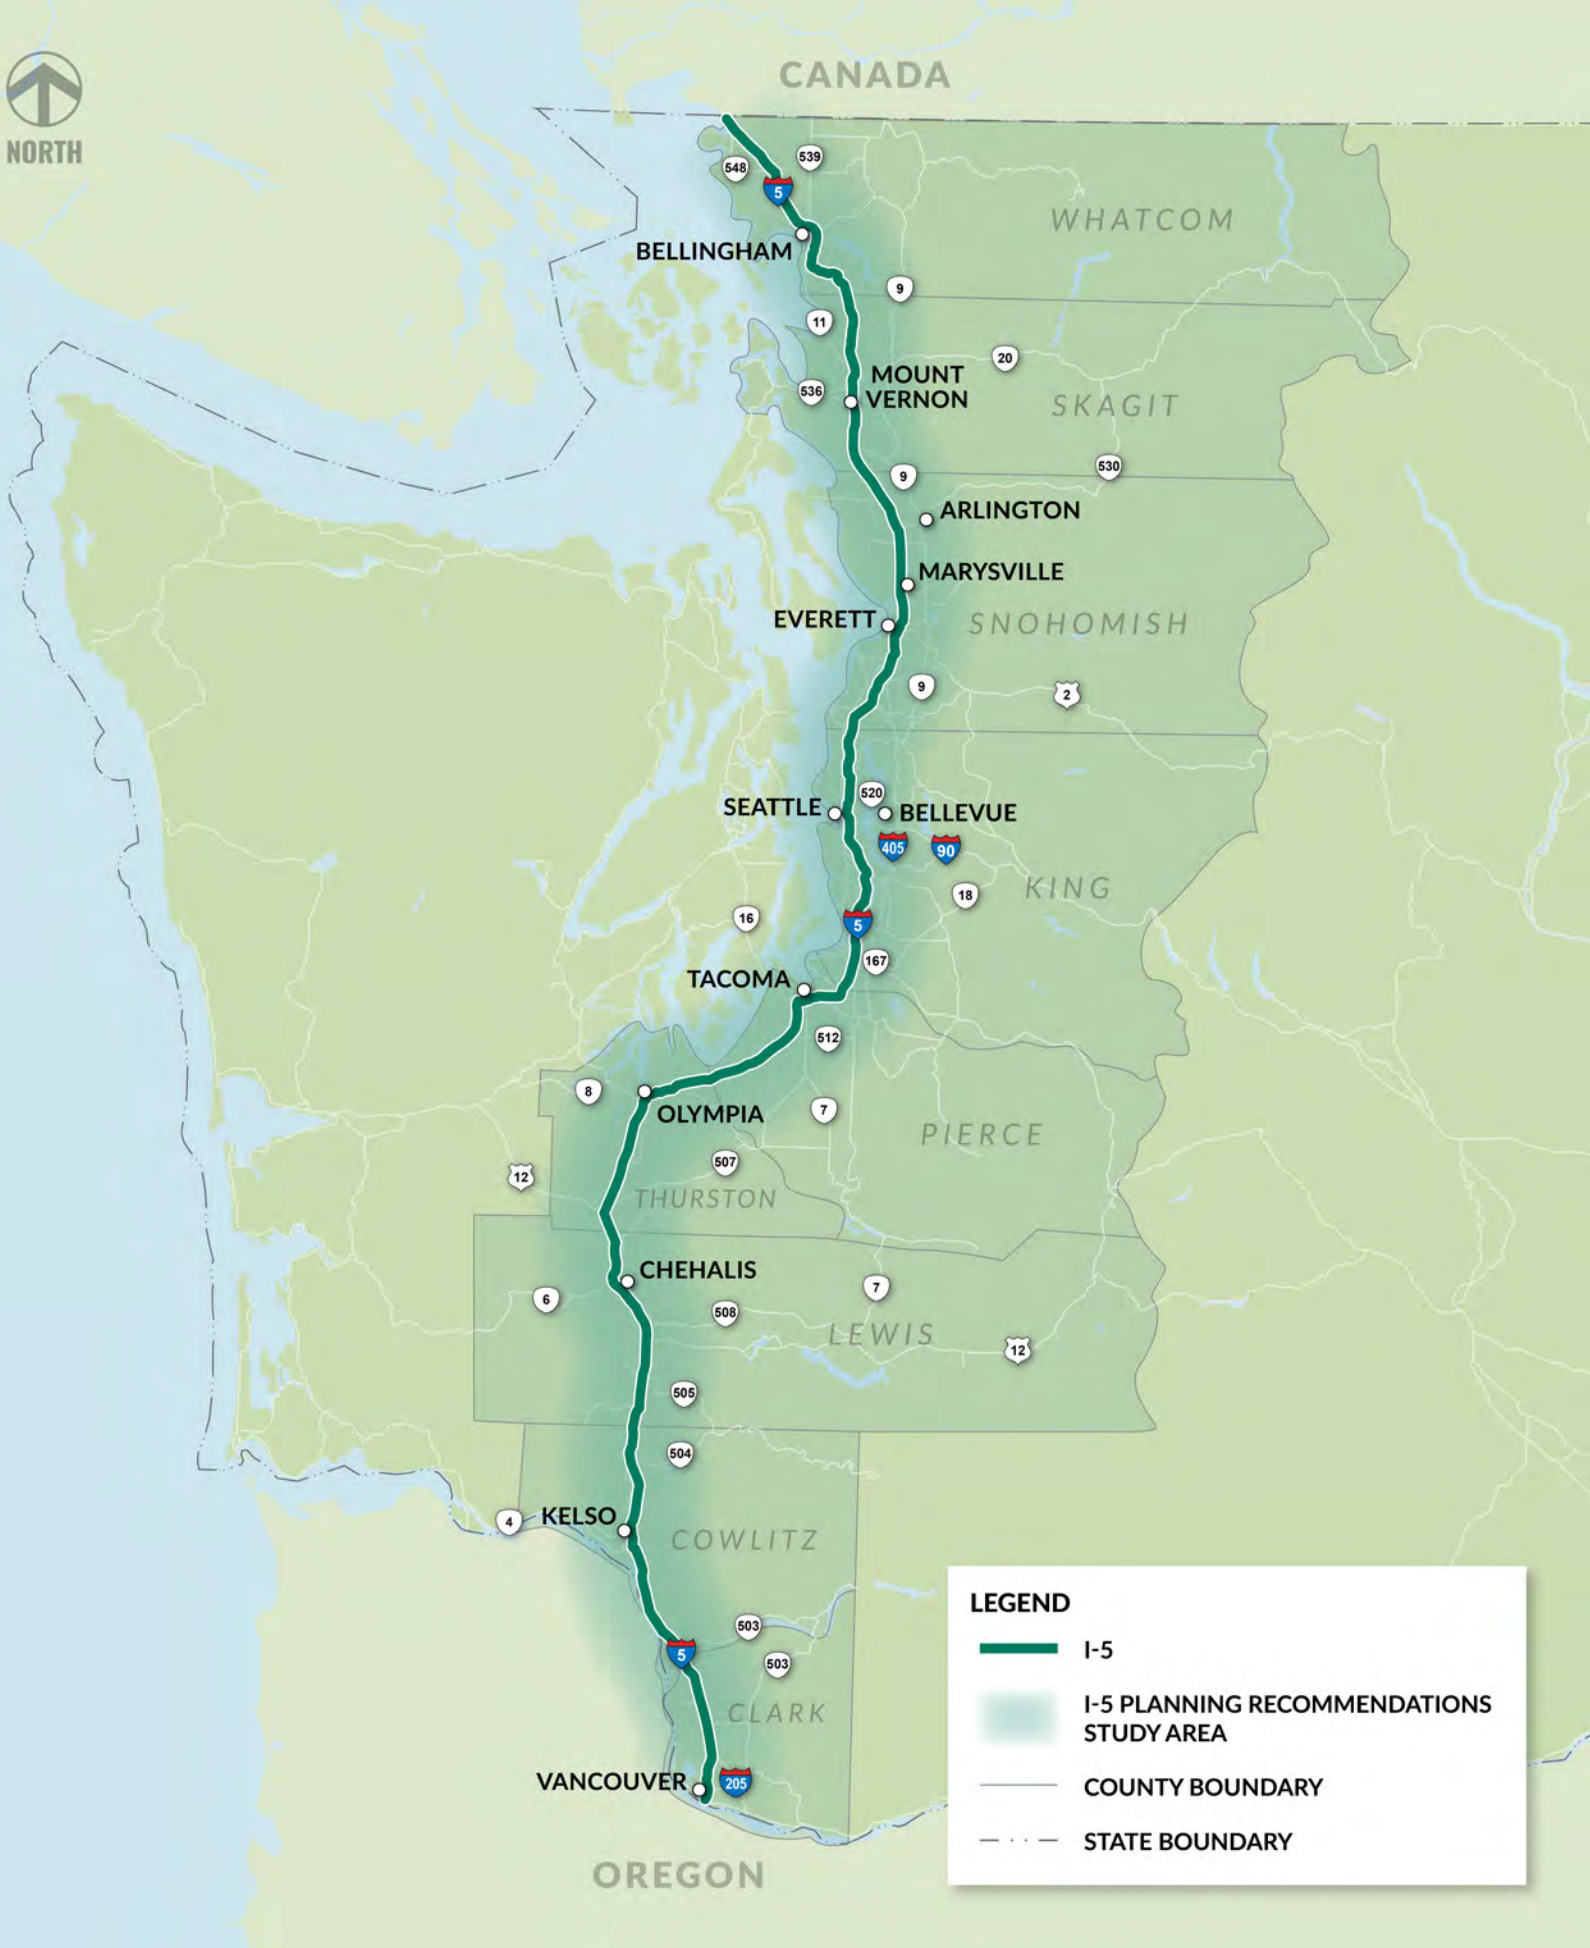 CANADA
NORTH
548
539
5
WHATCOM
BELLINGHAM
9
11
20
MOUNT
VERNON
536
SKAGIT
530
9
ARLINGTON
MARYSVILLE
EVERETT
SNOHOMISH
9
2
520
SEATTLE
BELLEVUE
405
90
KING
18
16
5
167
TACOMA
512
8
7
OLYMPIA
PIERCE
507
12
THURSTON
CHEHALIS
7
6
508
LEWIS
12
505
504
4
KELSO
COWLITZ
503
5
503
CLARK
VANCOUVER
205
OREGON
LEGEND
I-5
I-5 PLANNING RECOMMENDATIONS
STUDY AREA
COUNTY BOUNDARY
STATE BOUNDARY